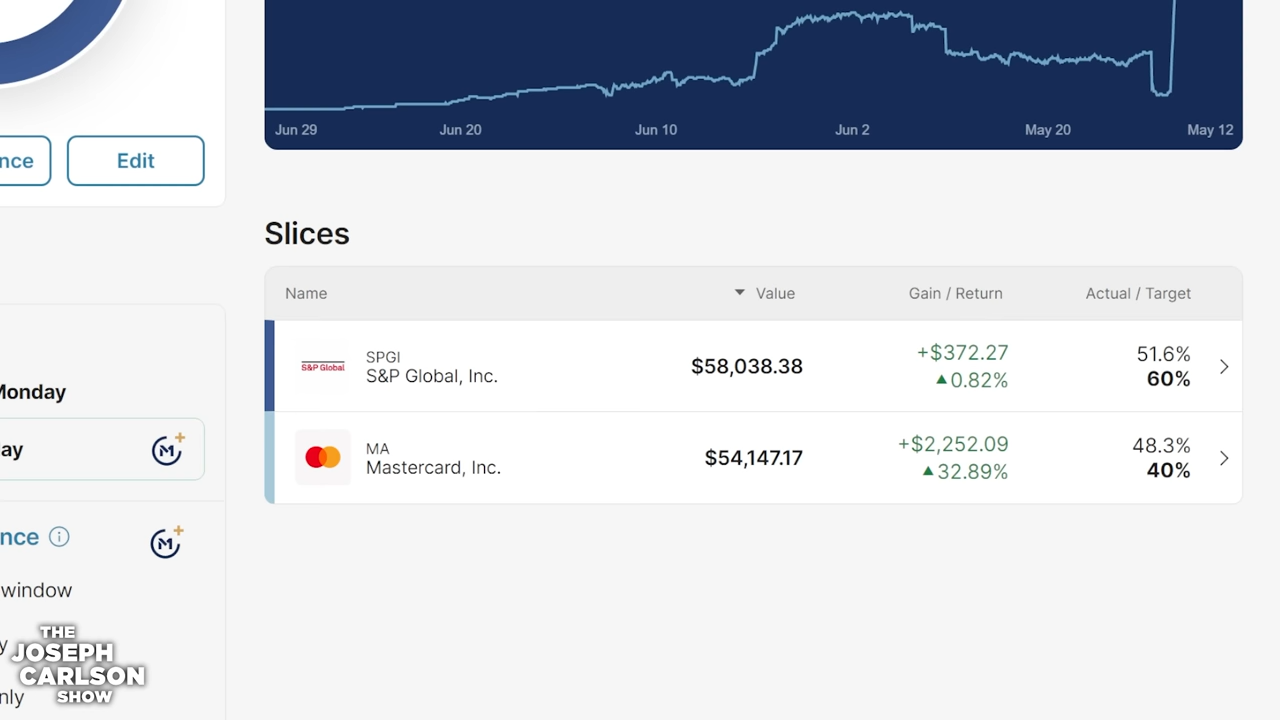 Jun 29 Jun 20 Jun 10 Jun 2 May 20 May 12
nce Edit
Slices
Name Value Gain / Return Actual / Target
S&P Global SPGI +$372.27 51.6%
S&P Global, Inc. $58,038.38 0.82% 60%
MA +$2,252.09 48.3%
Mastercard, Inc. $54,147.17 32.89% 40%
Monday
ay M+
nce i M+
window
y
nly
THE
JOSEPH
CARLSON
SHOW